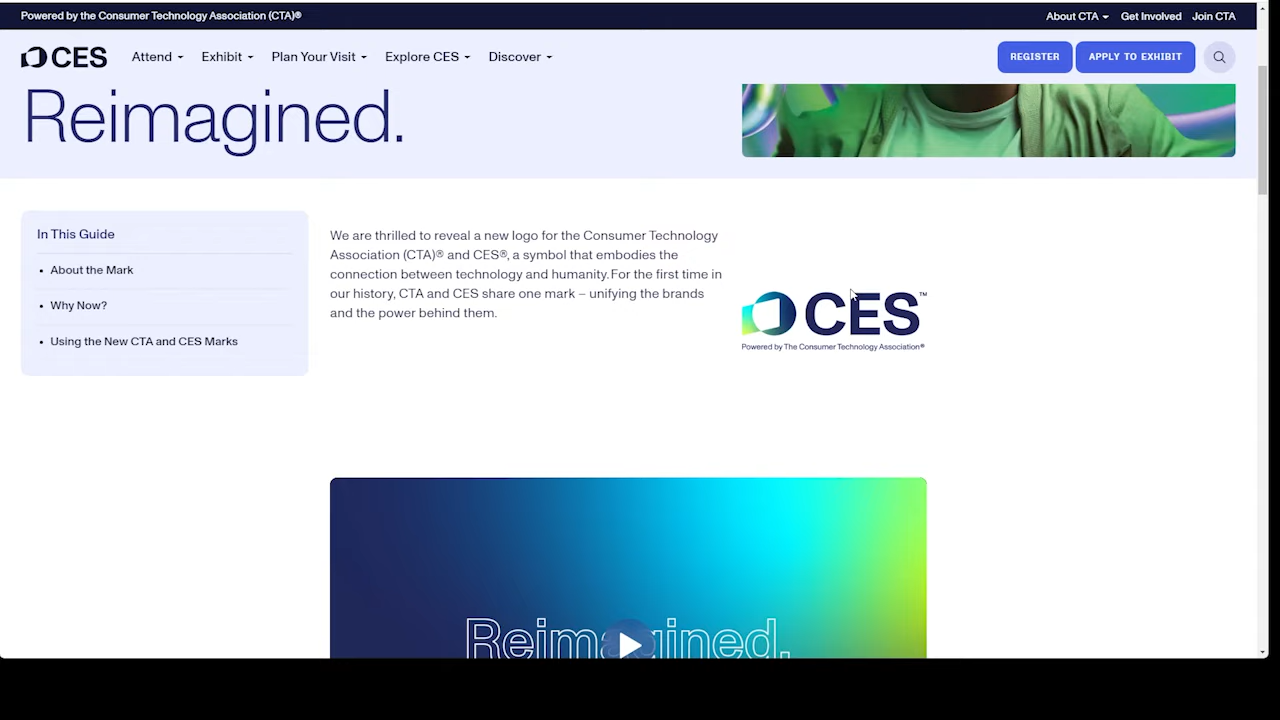 Powered by the Consumer Technology Association (CTA)®
About CTA Get Involved Join CTA
CES Attend Exhibit Plan Your Visit Explore CES Discover REGISTER APPLY TO EXHIBIT
Reimagined.
In This Guide
• About the Mark
• Why Now?
• Using the New CTA and CES Marks
We are thrilled to reveal a new logo for the Consumer Technology
Association (CTA)® and CES®, a symbol that embodies the
connection between technology and humanity. For the first time in
our history, CTA and CES share one mark – unifying the brands
and the power behind them.
CES™
Powered by The Consumer Technology Association®
Reimagined.